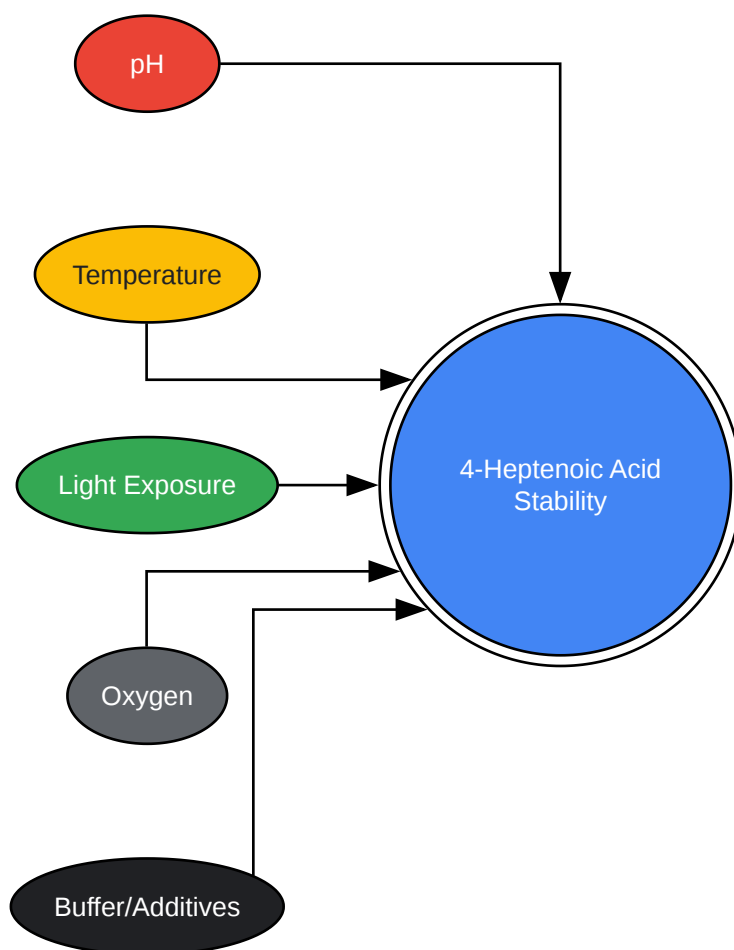 pH
Temperature
Light Exposure
4-Heptenoic Acid
Stability
Oxygen
Buffer/Additives